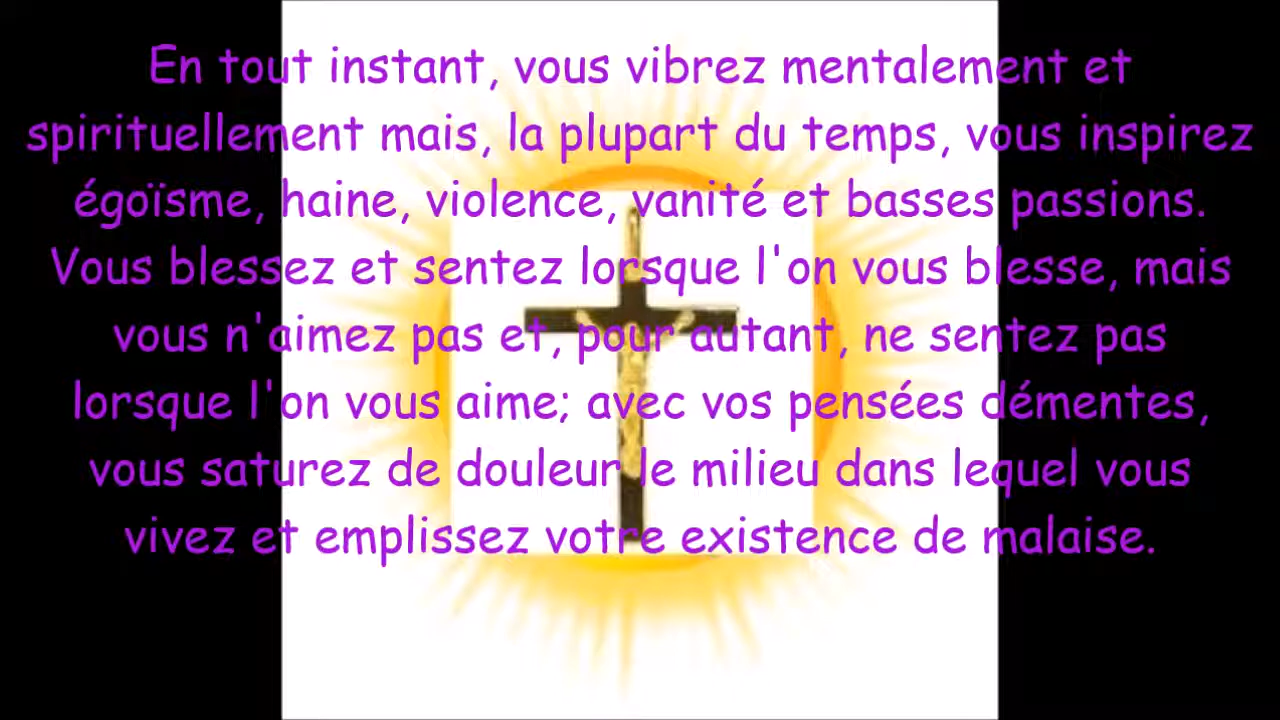 En tout instant, vous vibrez mentalement et
spirituellement mais, la plupart du temps, vous inspirez
égoïsme, haine, violence, vanité et basses passions.
Vous blessez et sentez lorsque l'on vous blesse, mais
vous n'aimez pas et, pour autant, ne sentez pas
lorsque l'on vous aime; avec vos pensées démentes,
vous saturez de douleur le milieu dans lequel vous
vivez et emplissez votre existence de malaise.